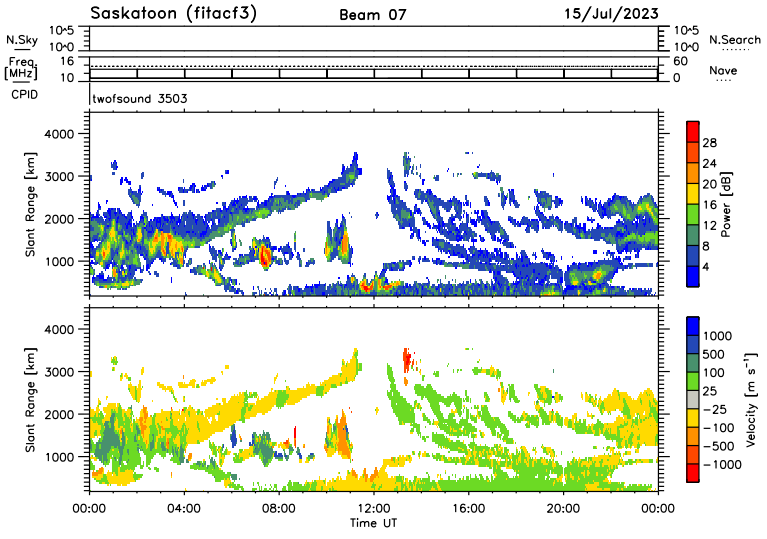 Saskatoon (fitacf3) Beam 07 15/Jul/2023
N.Sky 10^5 10^5 N.Search
10^0 10^0
Freq. 16 60
[MHz] 10 0 Nave
CPID twofsound 3503
4000
3000
2000
1000
Slant Range [km]
28
24
20
16
12
8
4
Power [dB]
4000
3000
2000
1000
Slant Range [km]
1000
500
100
25
-25
-100
-500
-1000
Velocity [m s⁻¹]
00:00 04:00 08:00 12:00 16:00 20:00 00:00
Time UT